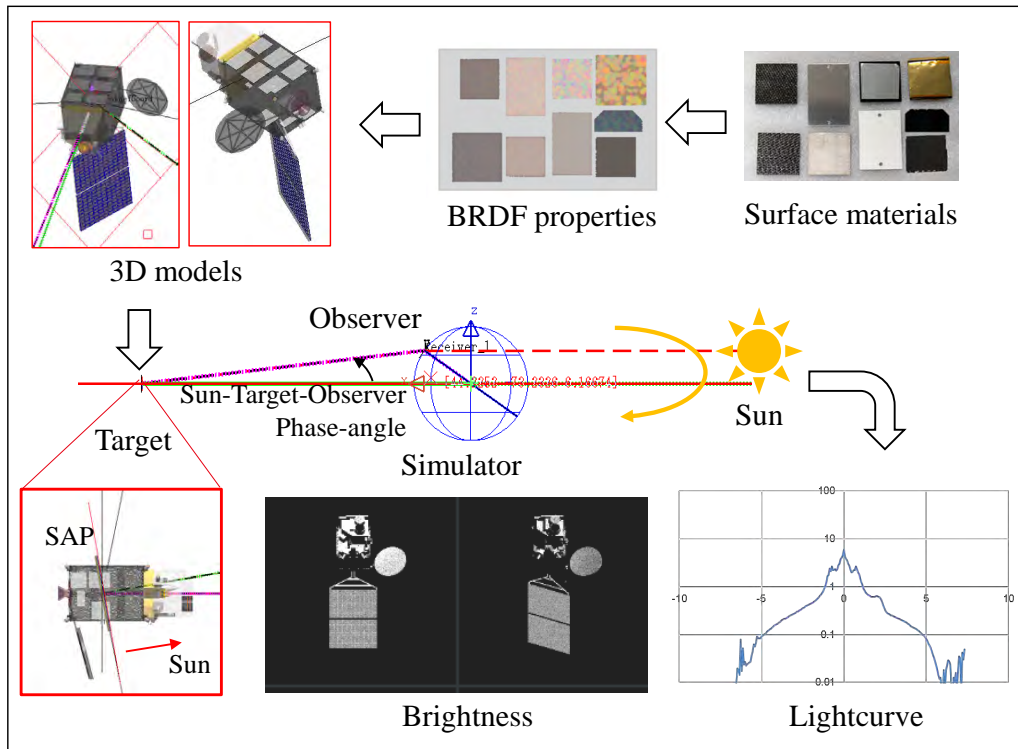 BRDF properties
Surface materials
3D models
Observer
z
Receiver_1
Sun-Target-Observer
Phase-angle
Sun
Target
Simulator
SAP
Sun
100
10
1
-10
-5
0
5
10
0.1
0.01
Brightness
Lightcurve